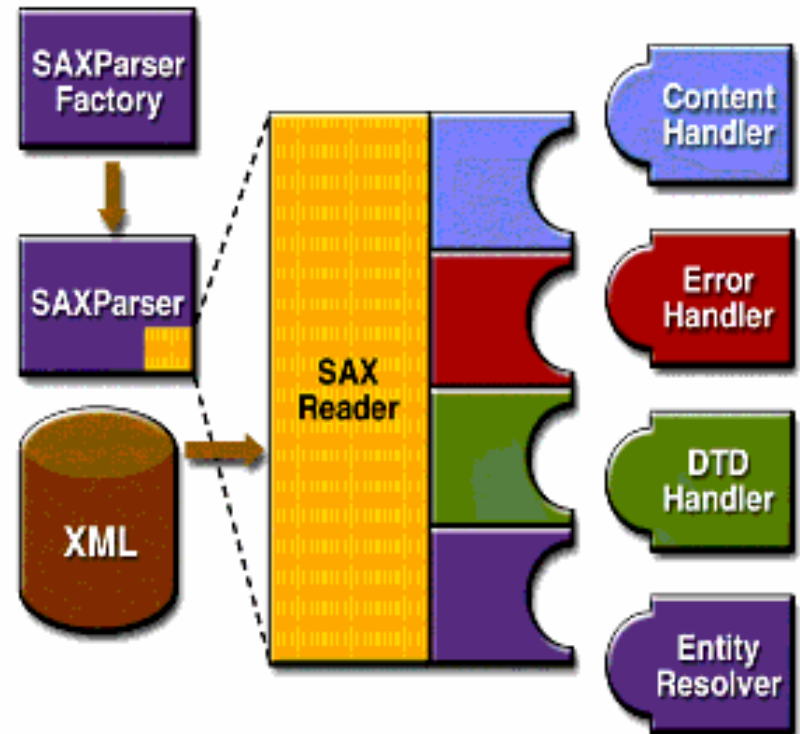 SAXParser
Factory
SAXParser
XML
SAX
Reader
Content
Handler
Error
Handler
DTD
Handler
Entity
Resolver